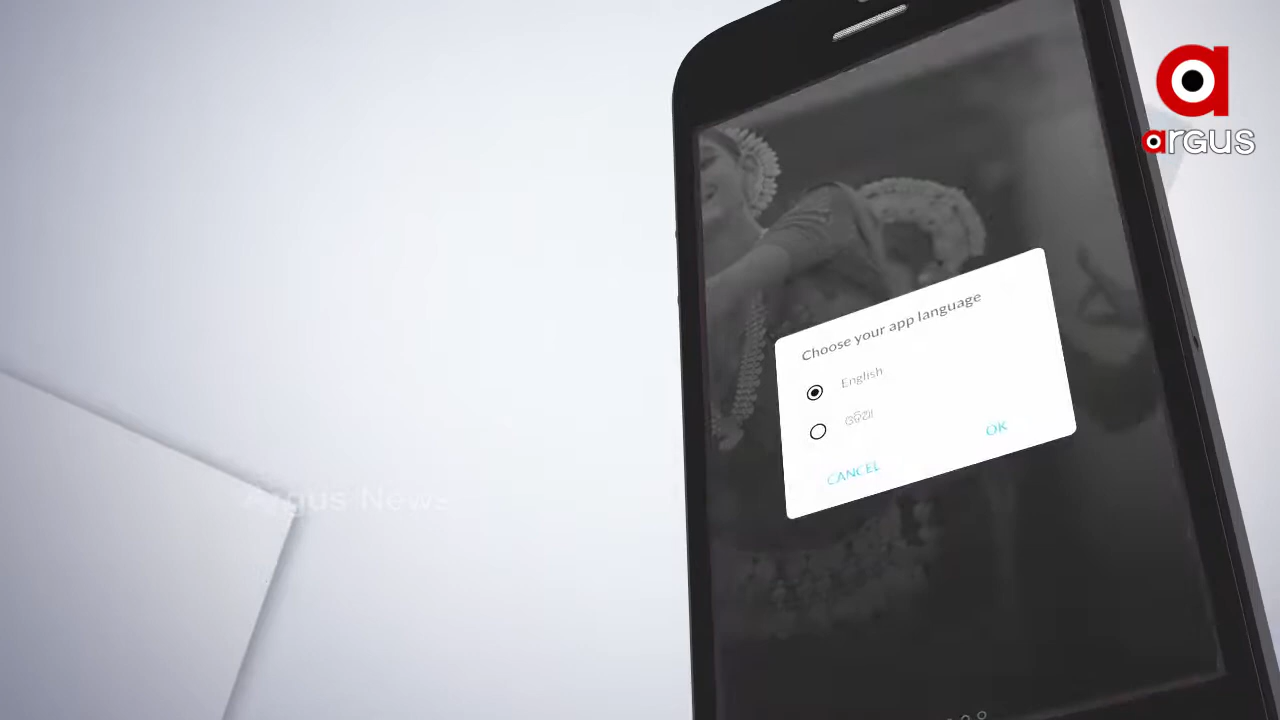 argus
Choose your app language
English
ଓଡ଼ିଆ
OK
CANCEL
Argus News